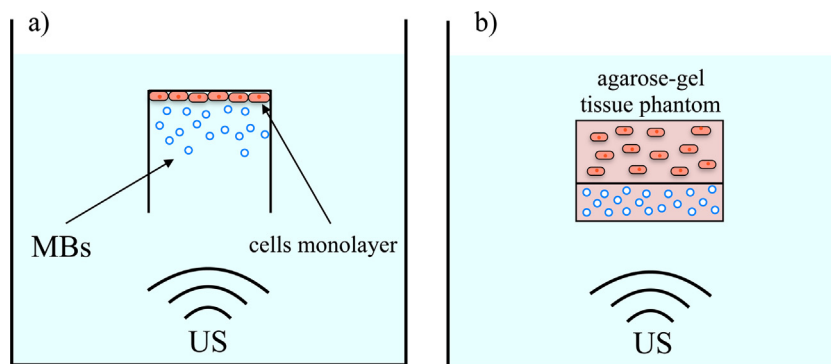 a)
MBs
cells monolayer
US
b)
agarose-gel
tissue phantom
US